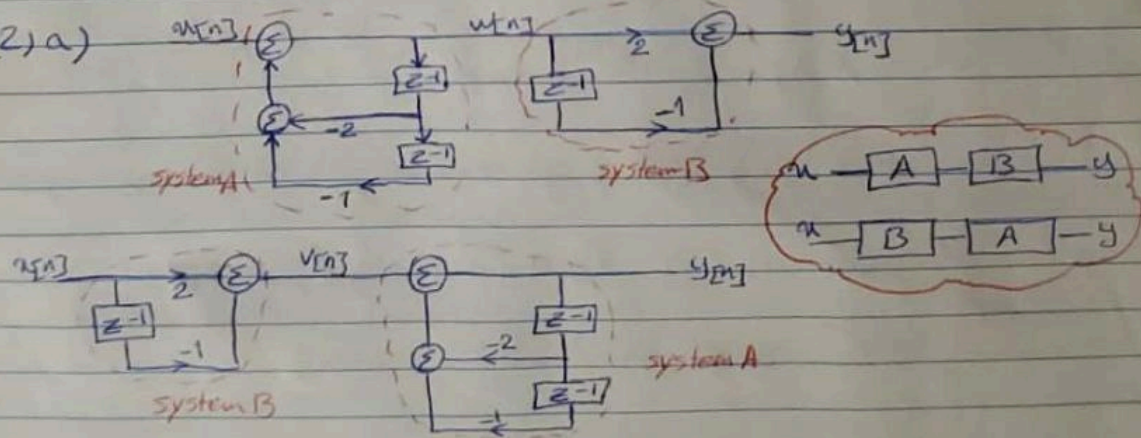 2, a)
x[n] Σ w[n] 2 Σ y[n]
z-1 z-1
Σ -2 -1
z-1
system A -1 system B
x A B y
x B A y
x[n] 2 Σ v[n] Σ y[n]
z-1 z-1
-1 Σ -2 system A
z-1
system B -1